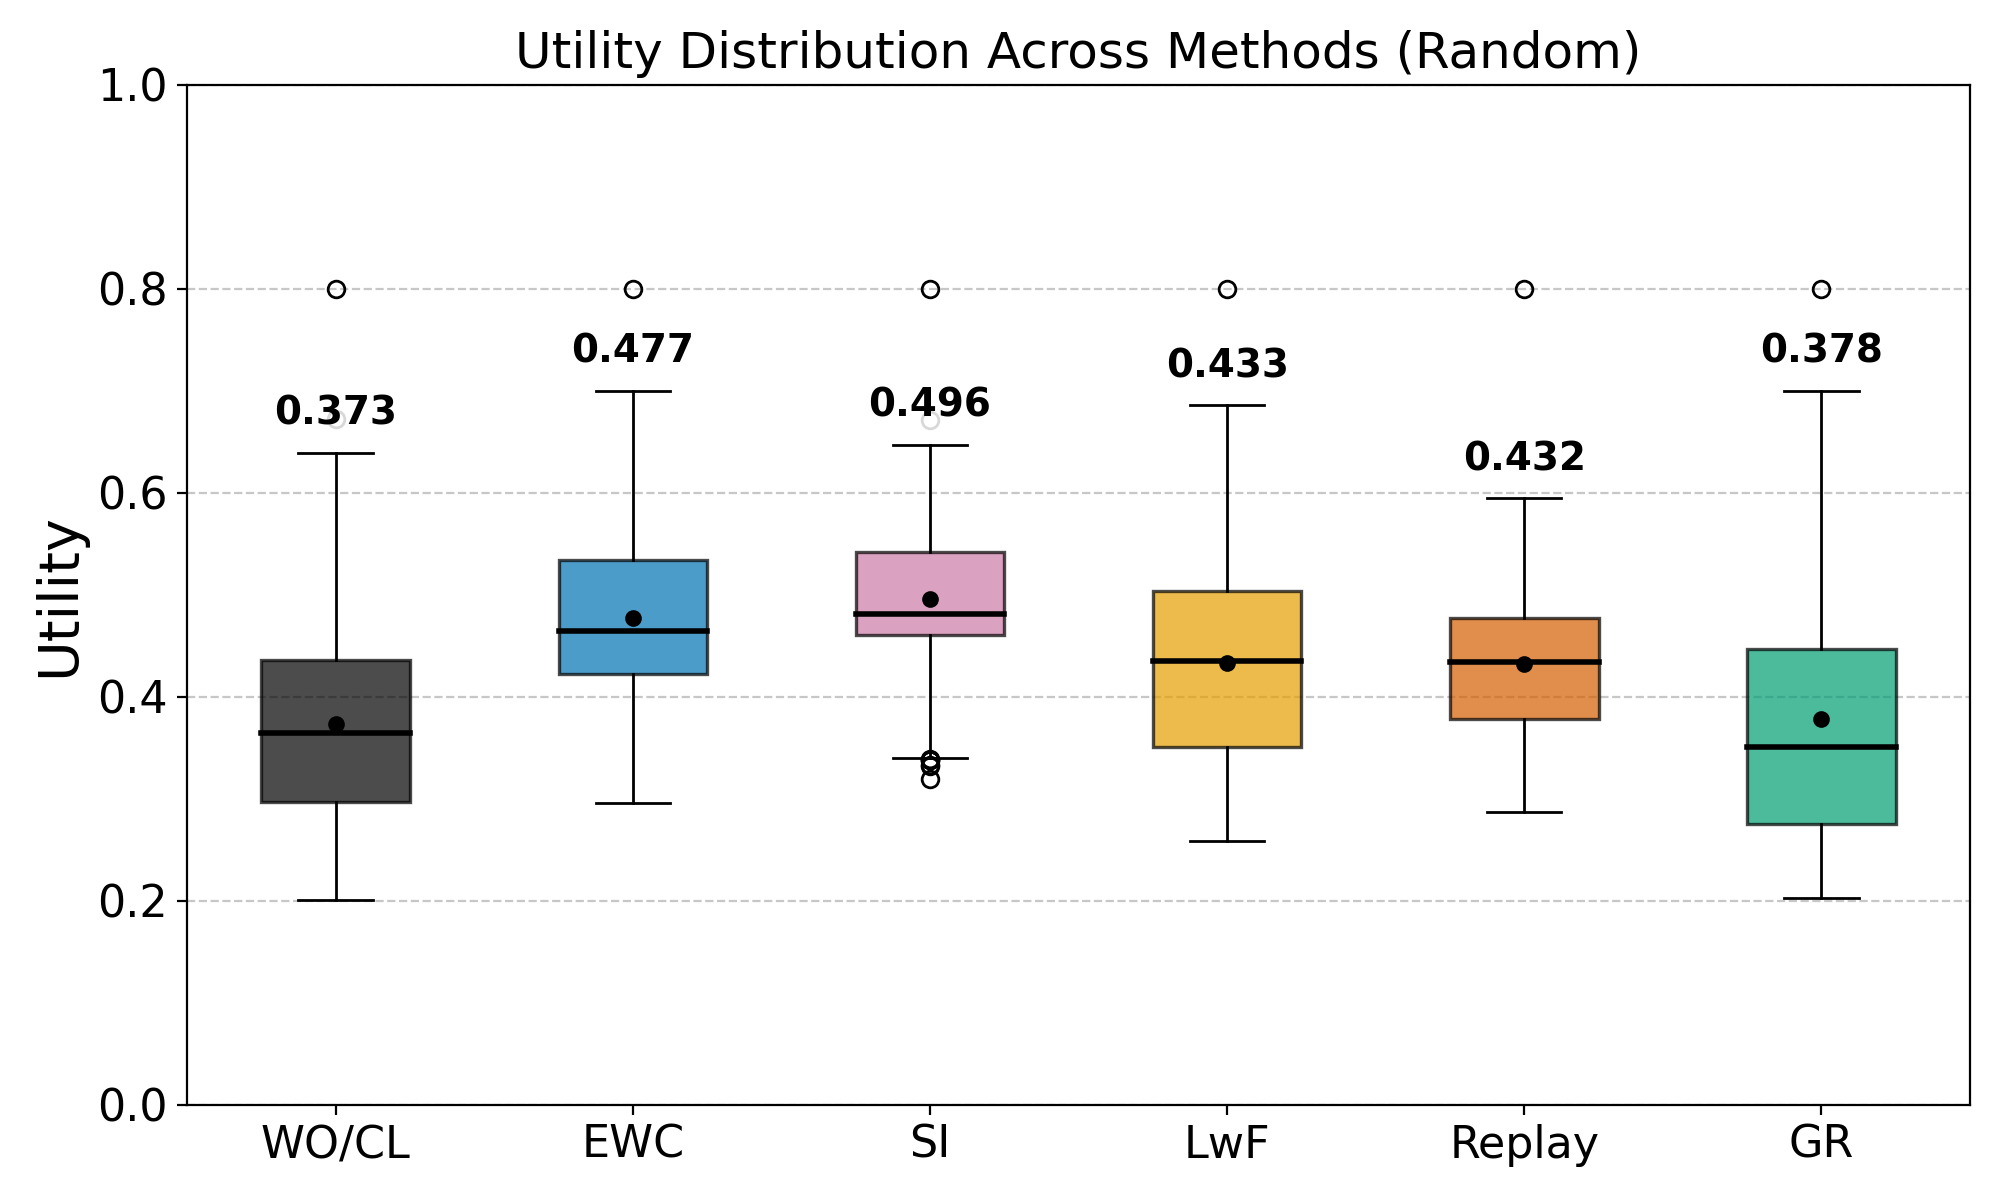 Utility Distribution Across Methods (Random)
1.0
0.8
0.6
0.4
0.2
0.0
Utility
0.373
0.477
0.496
0.433
0.432
0.378
WO/CL
EWC
SI
LwF
Replay
GR